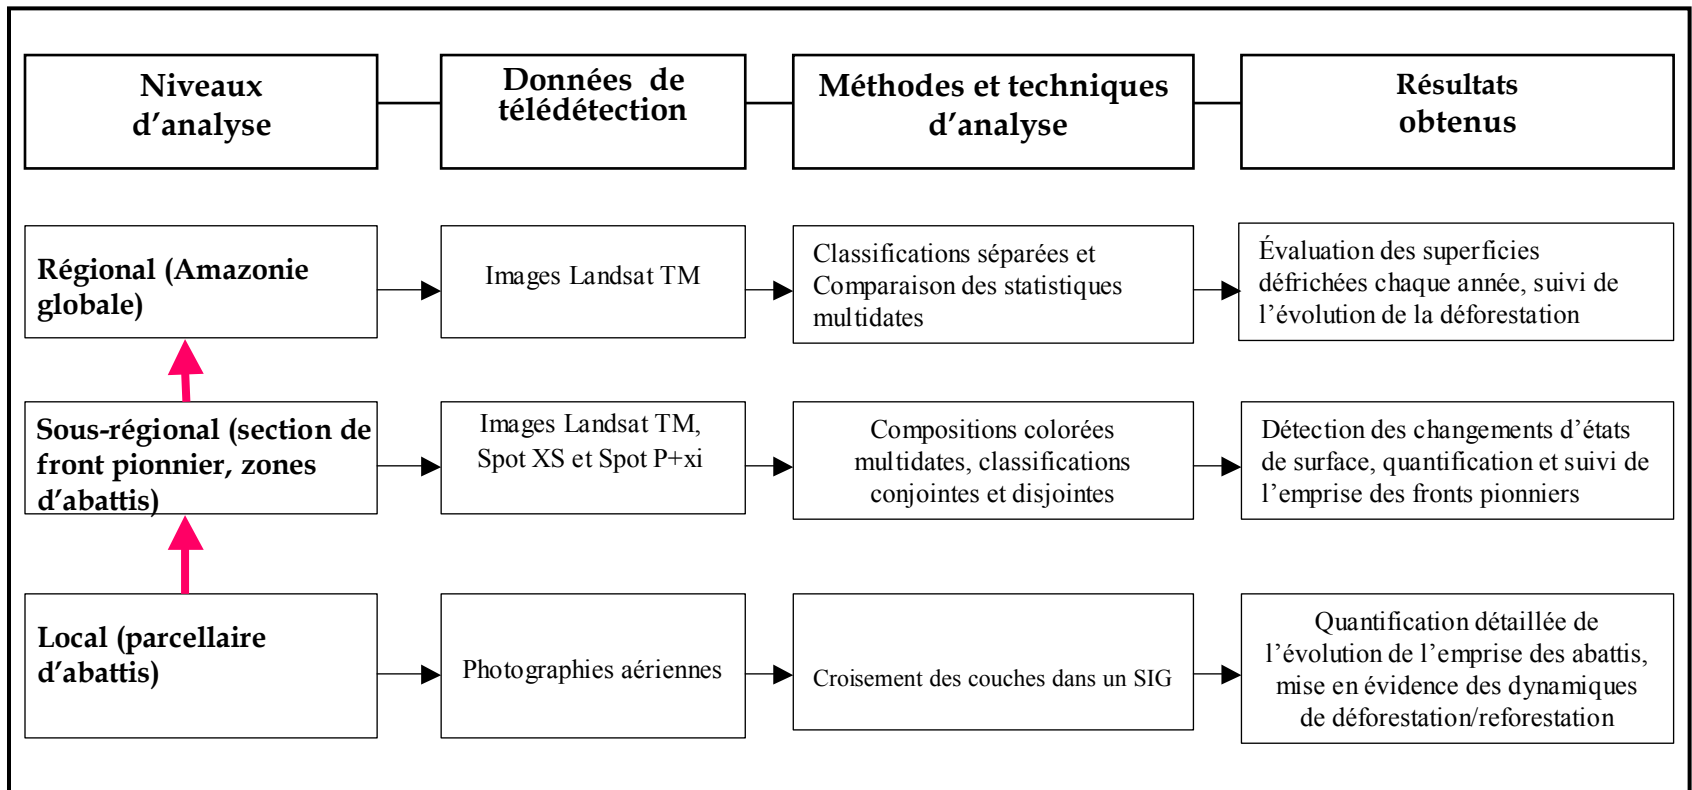 Niveaux
d’analyse
Données de
télédétection
Méthodes et techniques
d’analyse
Résultats
obtenus
Régional (Amazonie
globale)
Images Landsat TM
Classifications séparées et
Comparaison des statistiques
multidates
Évaluation des superficies
défrichées chaque année, suivi de
l’évolution de la déforestation
Sous-régional (section de
front pionnier, zones
d’abattis)
Images Landsat TM,
Spot XS et Spot P+xi
Compositions colorées
multidates, classifications
conjointes et disjointes
Détection des changements d’états
de surface, quantification et suivi de
l’emprise des fronts pionniers
Local (parcellaire
d’abattis)
Photographies aériennes
Croisement des couches dans un SIG
Quantification détaillée de
l’évolution de l’emprise des abattis,
mise en évidence des dynamiques
de déforestation/reforestation